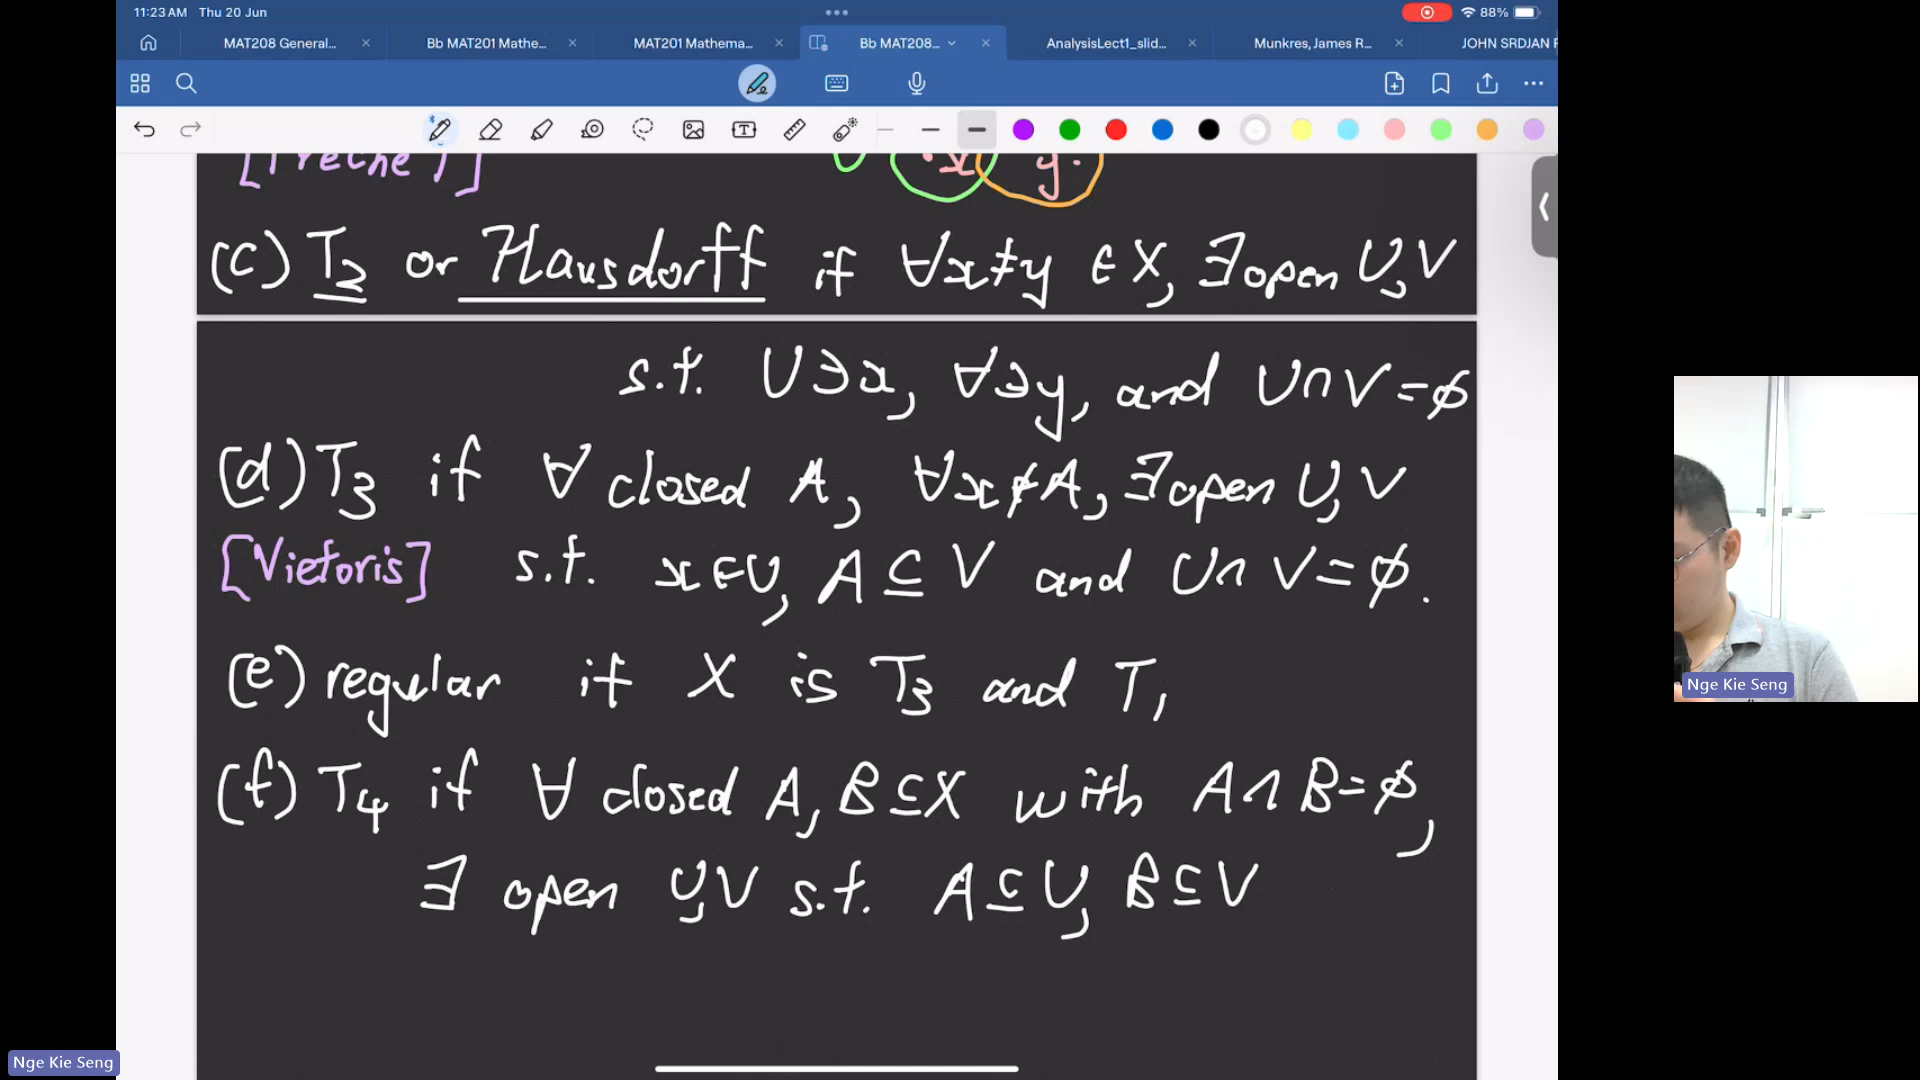 11:23 AM Thu 20 Jun
88%
MAT208 General...
Bb MAT201 Mathe...
MAT201 Mathema...
Bb MAT208...
AnalysisLect1_slid...
Munkres, James R...
JOHN SRDJAN P
(c) T₂ or Hausdorff if ∀x≠y ∈ X, ∃ open U, V
s.t. U∋x, ∀∋y, and U∩V=∅
(d) T₃ if ∀ closed A, ∀x∉A, ∃ open U, V
[Vietoris] s.t. x∈U, A ⊆ V and U∩V=∅.
(e) regular if X is T₃ and T₁
(f) T₄ if ∀ closed A, B⊆X with A∩B=∅,
∃ open U,V s.t. A⊆U, B⊆V
Nge Kie Seng
Nge Kie Seng